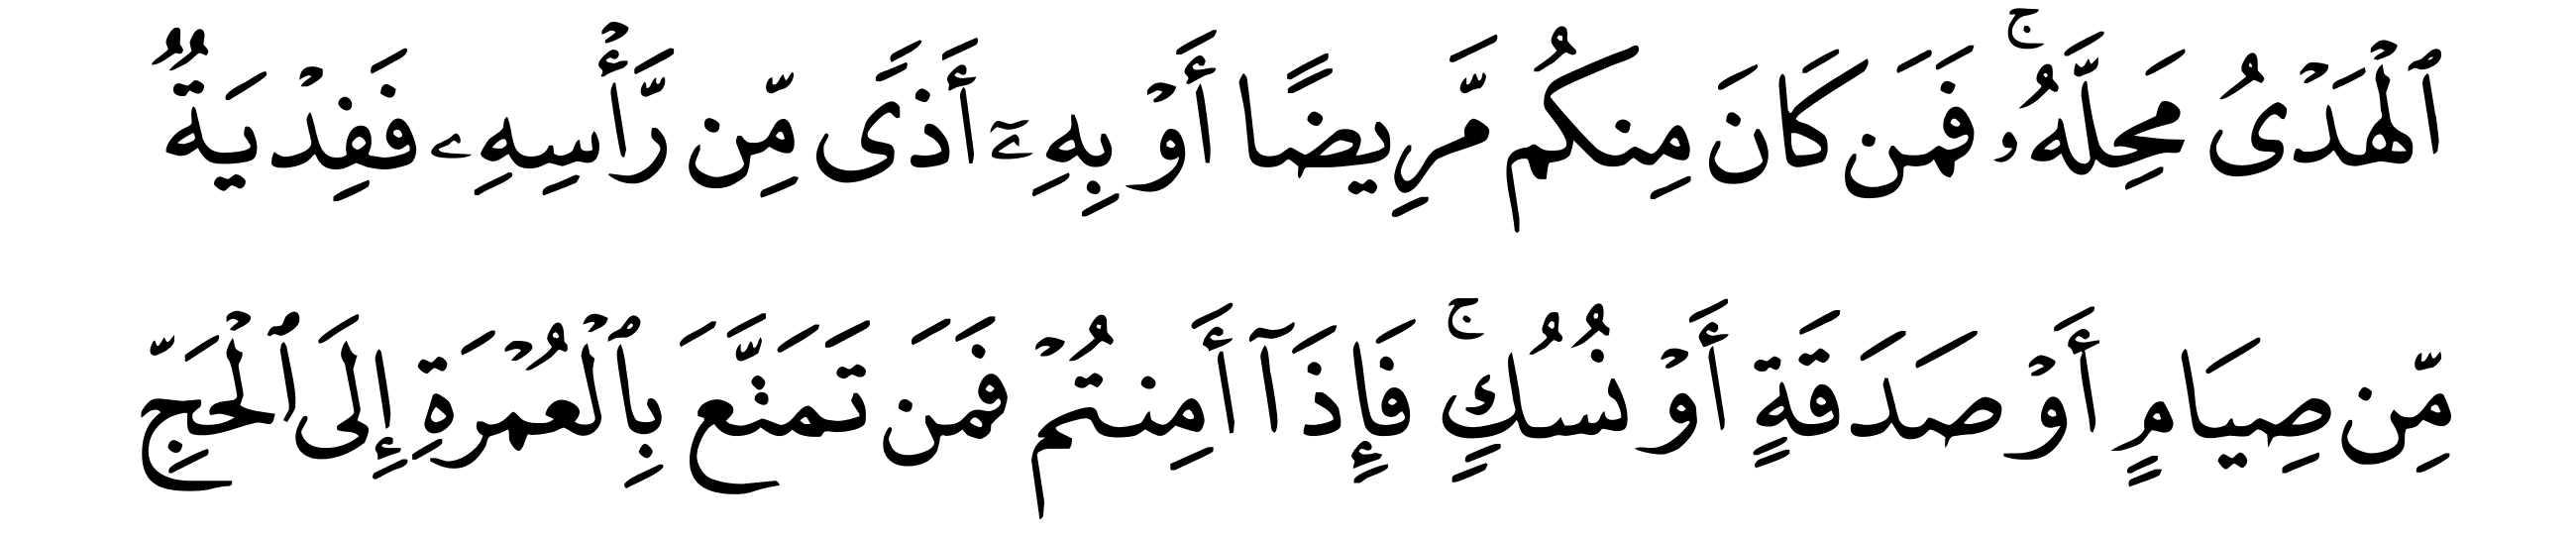 ٱلۡهَدۡيُ مَحِلَّهُۥۚ فَمَن كَانَ مِنكُم مَّرِيضًا أَوۡ بِهِۦٓ أَذٗى مِّن رَّأۡسِهِۦ فَفِدۡيَةٞ
مِّن صِيَامٍ أَوۡ صَدَقَةٍ أَوۡ نُسُكٖۚ فَإِذَآ أَمِنتُمۡ فَمَن تَمَتَّعَ بِٱلۡعُمۡرَةِ إِلَى ٱلۡحَجِّ